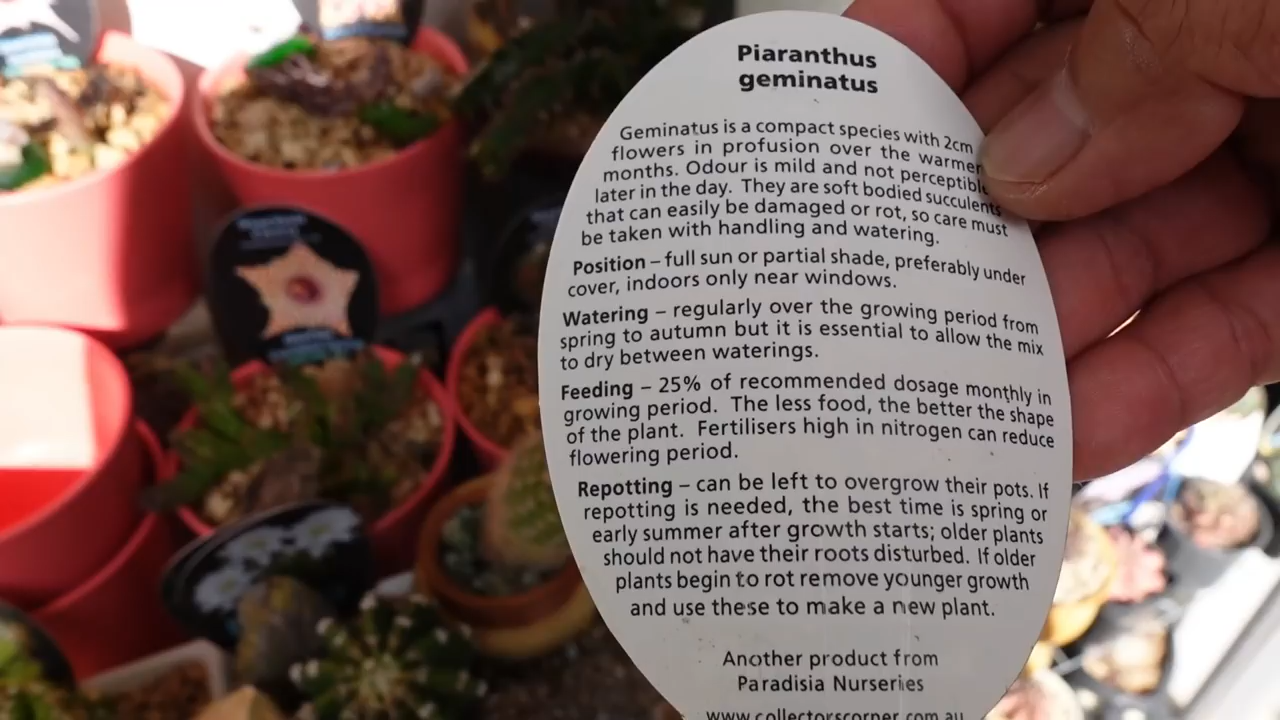 Piaranthus
geminatus
Geminatus is a compact species with 2cm
flowers in profusion over the warmer
months. Odour is mild and not perceptible
later in the day. They are soft bodied succulents
that can easily be damaged or rot, so care must
be taken with handling and watering.
Position – full sun or partial shade, preferably under
cover, indoors only near windows.
Watering – regularly over the growing period from
spring to autumn but it is essential to allow the mix
to dry between waterings.
Feeding – 25% of recommended dosage monthly in
growing period. The less food, the better the shape
of the plant. Fertilisers high in nitrogen can reduce
flowering period.
Repotting – can be left to overgrow their pots. If
repotting is needed, the best time is spring or
early summer after growth starts; older plants
should not have their roots disturbed. If older
plants begin to rot remove younger growth
and use these to make a new plant.
Another product from
Paradisia Nurseries
www.collectorscorner.com.au